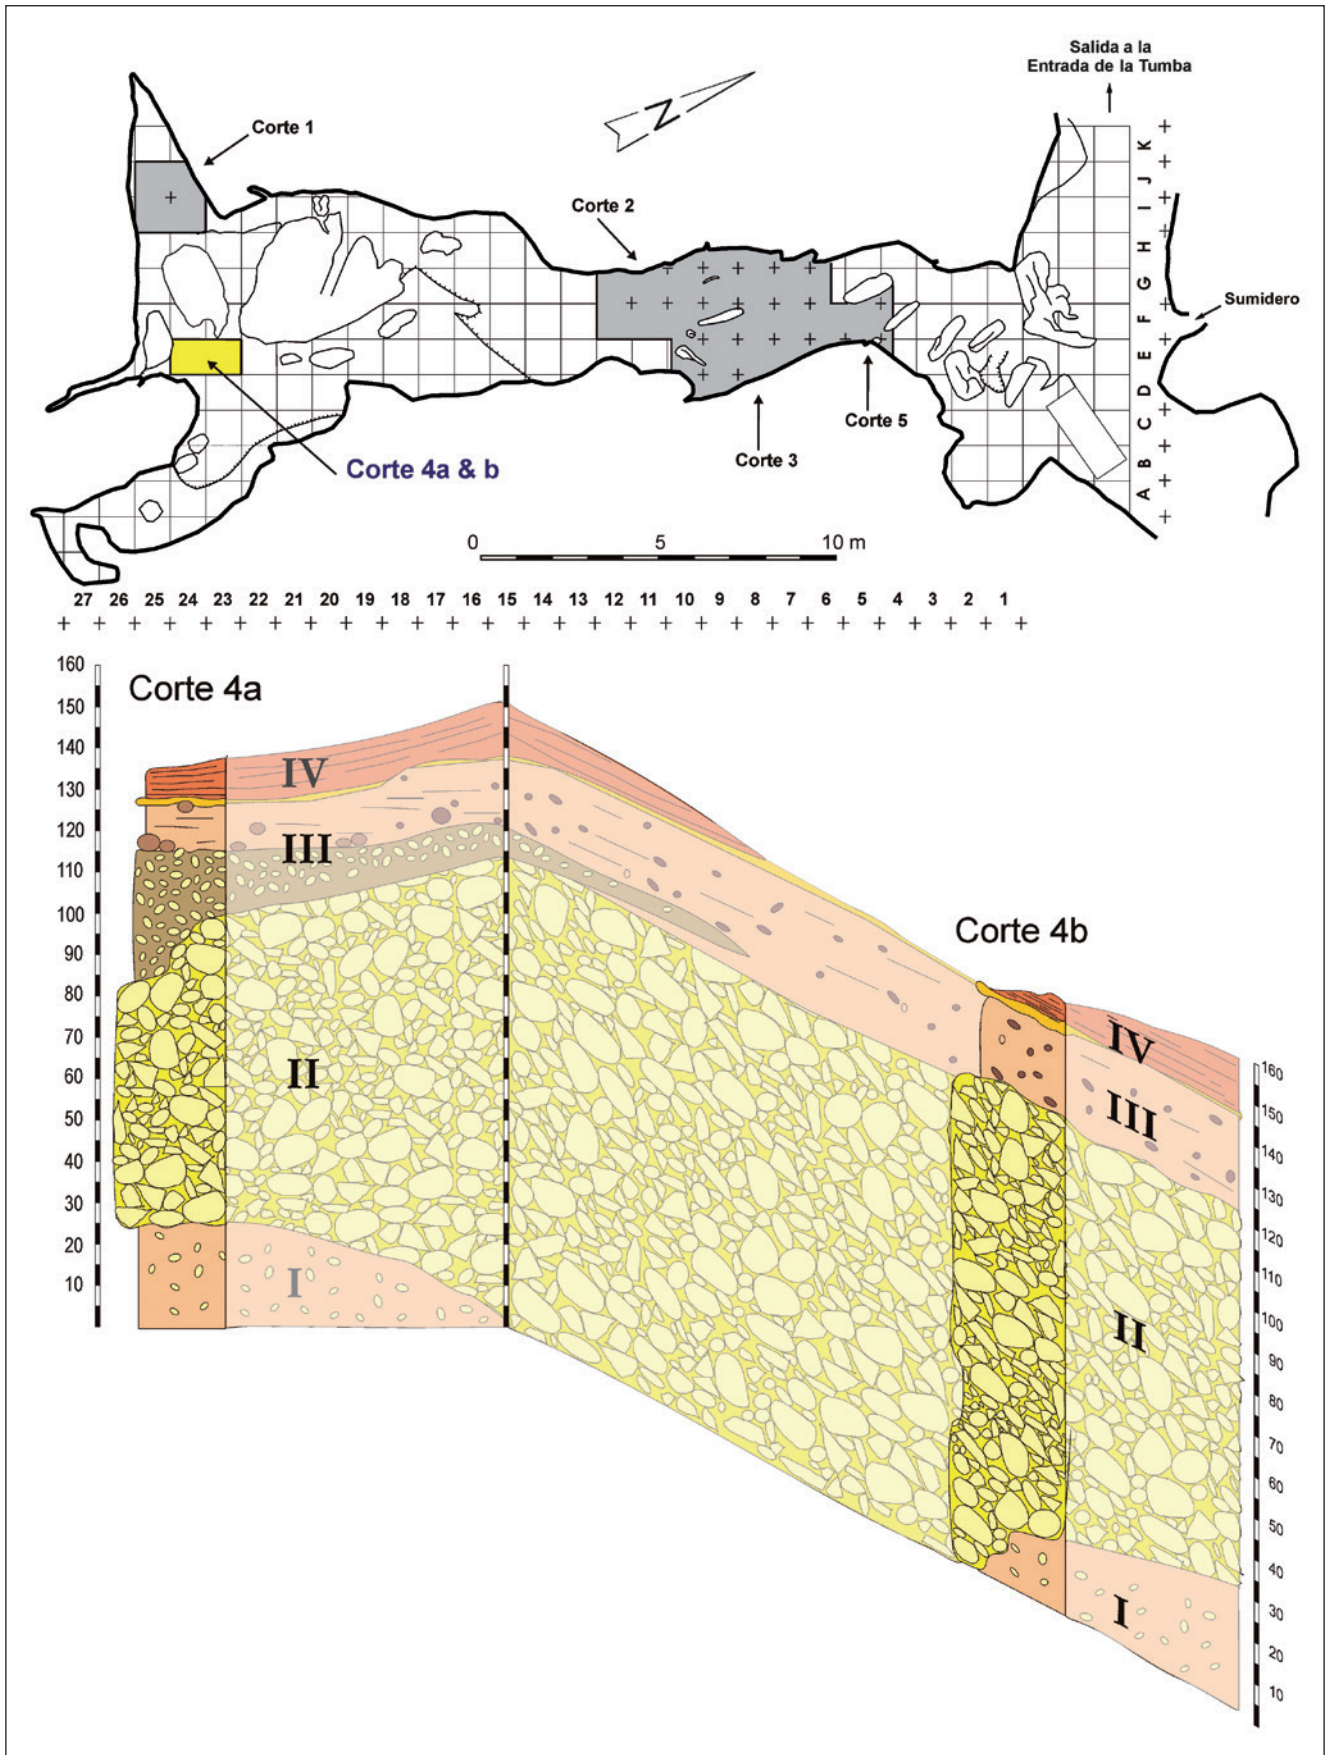 Salida a la
Entrada de la Tumba
Corte 1
N
Corte 2
K
J
I
H
G
F
E
D
C
B
A
Sumidero
Corte 5
Corte 3
Corte 4a & b
0 5 10 m
27 26 25 24 23 22 21 20 19 18 17 16 15 14 13 12 11 10 9 8 7 6 5 4 3 2 1
Corte 4a
160
150
140
130
120
110
100
90
80
70
60
50
40
30
20
10
IV
III
II
I
Corte 4b
IV
III
II
I
160
150
140
130
120
110
100
90
80
70
60
50
40
30
20
10